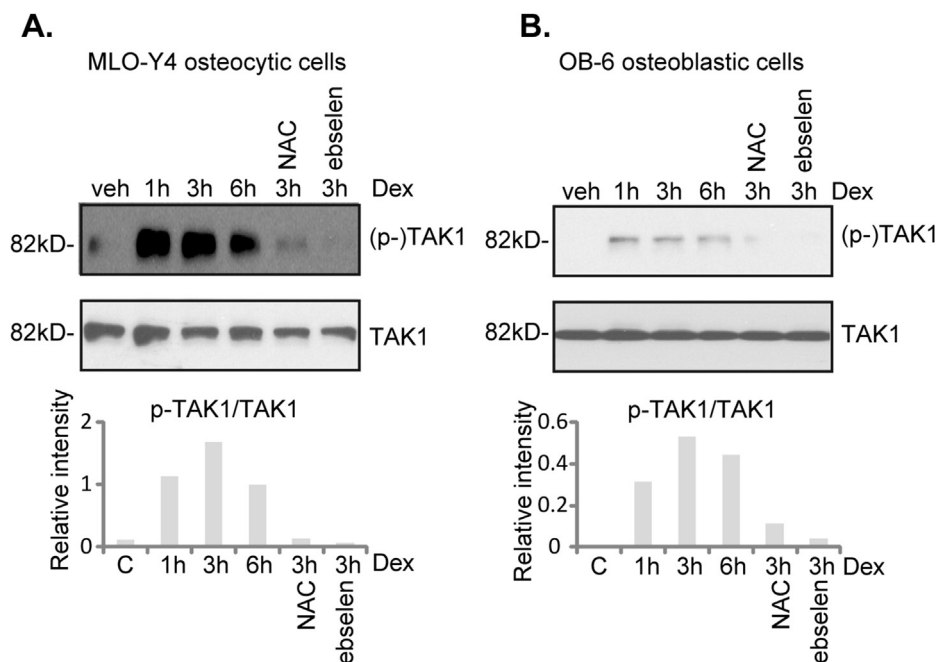 A.
MLO-Y4 osteocytic cells
NAC
ebselen
veh 1h 3h 6h 3h 3h Dex
82kD- (p-)TAK1
82kD- TAK1
p-TAK1/TAK1
Relative intensity
2
1
0
C 1h 3h 6h 3h 3h Dex
NAC
ebselen
B.
OB-6 osteoblastic cells
NAC
ebselen
veh 1h 3h 6h 3h 3h Dex
82kD- (p-)TAK1
82kD- TAK1
p-TAK1/TAK1
Relative intensity
0.6
0.4
0.2
0
C 1h 3h 6h 3h 3h Dex
NAC
ebselen